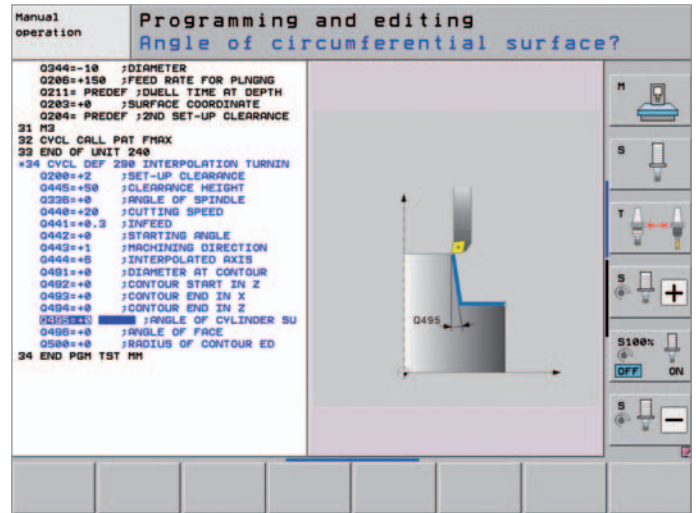 Manual
operation
Programming and editing
Angle of circumferential surface?
Q344=-10 ;DIAMETER
Q206=+150 ;FEED RATE FOR PLNGNG
Q211= PREDEF ;DWELL TIME AT DEPTH
Q203=+0 ;SURFACE COORDINATE
Q204= PREDEF ;2ND SET-UP CLEARANCE
31 M3
32 CYCL CALL PAT FMAX
33 END OF UNIT 240
*34 CYCL DEF 290 INTERPOLATION TURNIN
Q200=+2 ;SET-UP CLEARANCE
Q445=+50 ;CLEARANCE HEIGHT
Q336=+0 ;ANGLE OF SPINDLE
Q440=+20 ;CUTTING SPEED
Q441=+0.3 ;INFEED
Q442=+0 ;STARTING ANGLE
Q443=+1 ;MACHINING DIRECTION
Q444=+6 ;INTERPOLATED AXIS
Q491=+0 ;DIAMETER AT CONTOUR
Q492=+0 ;CONTOUR START IN Z
Q493=+0 ;CONTOUR END IN X
Q494=+0 ;CONTOUR END IN Z
Q495=+0 ;ANGLE OF CYLINDER SU
Q496=+0 ;ANGLE OF FACE
Q500=+0 ;RADIUS OF CONTOUR ED
34 END PGM TST MM
Q495
M
S
T
S
+
S100%
OFF ON
S
−